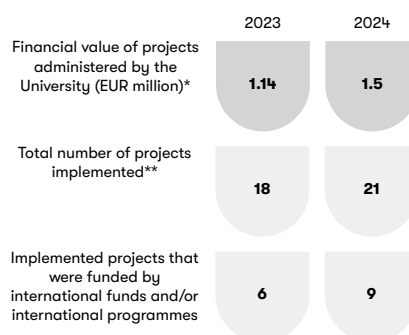 2023 2024
Financial value of projects
administered by the
University (EUR million)*
1.14 1.5
Total number of projects
implemented**
18 21
Implemented projects that
were funded by
international funds and/or
international programmes
6 9